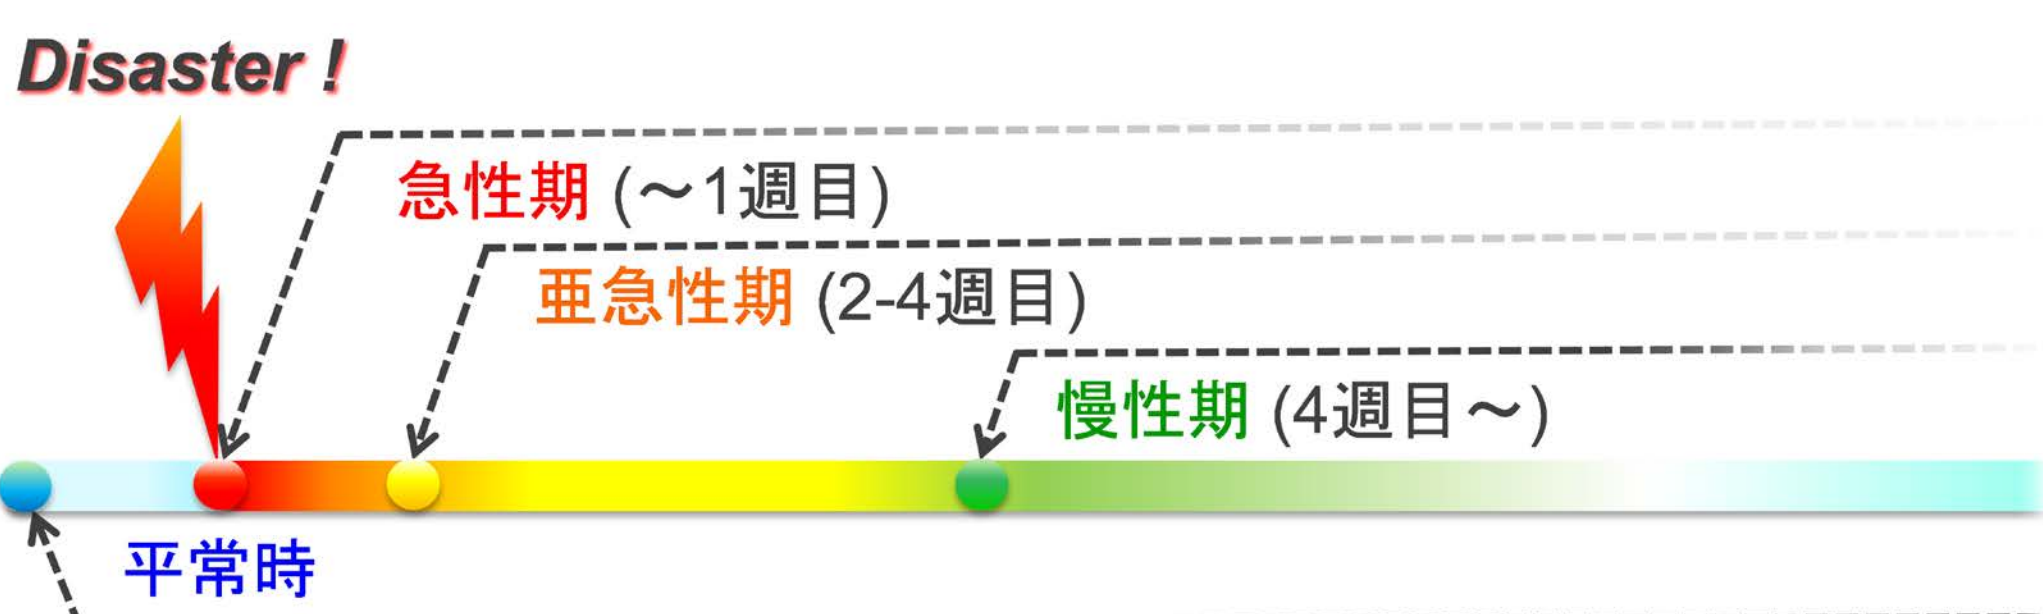 Disaster !
急性期 (～1週目)
亜急性期 (2-4週目)
慢性期 (4週目～)
平常時